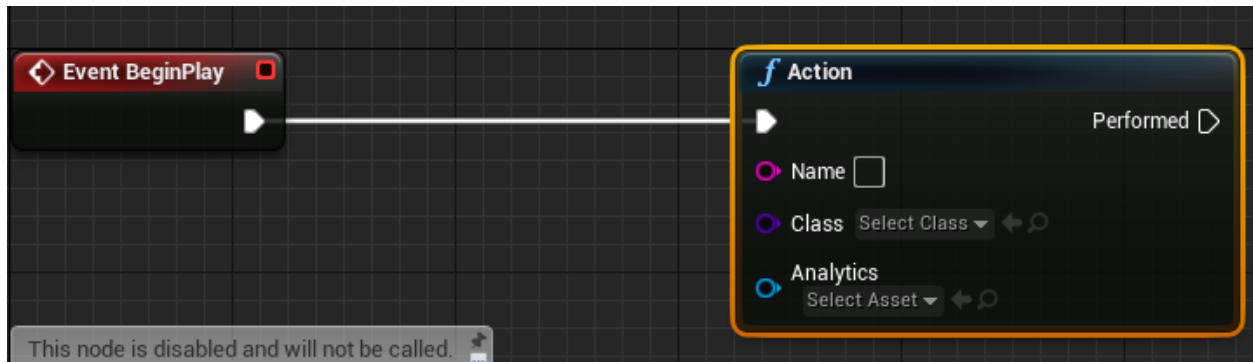 Event BeginPlay
f Action
Performed
Name
Class Select Class
Analytics
Select Asset
This node is disabled and will not be called.